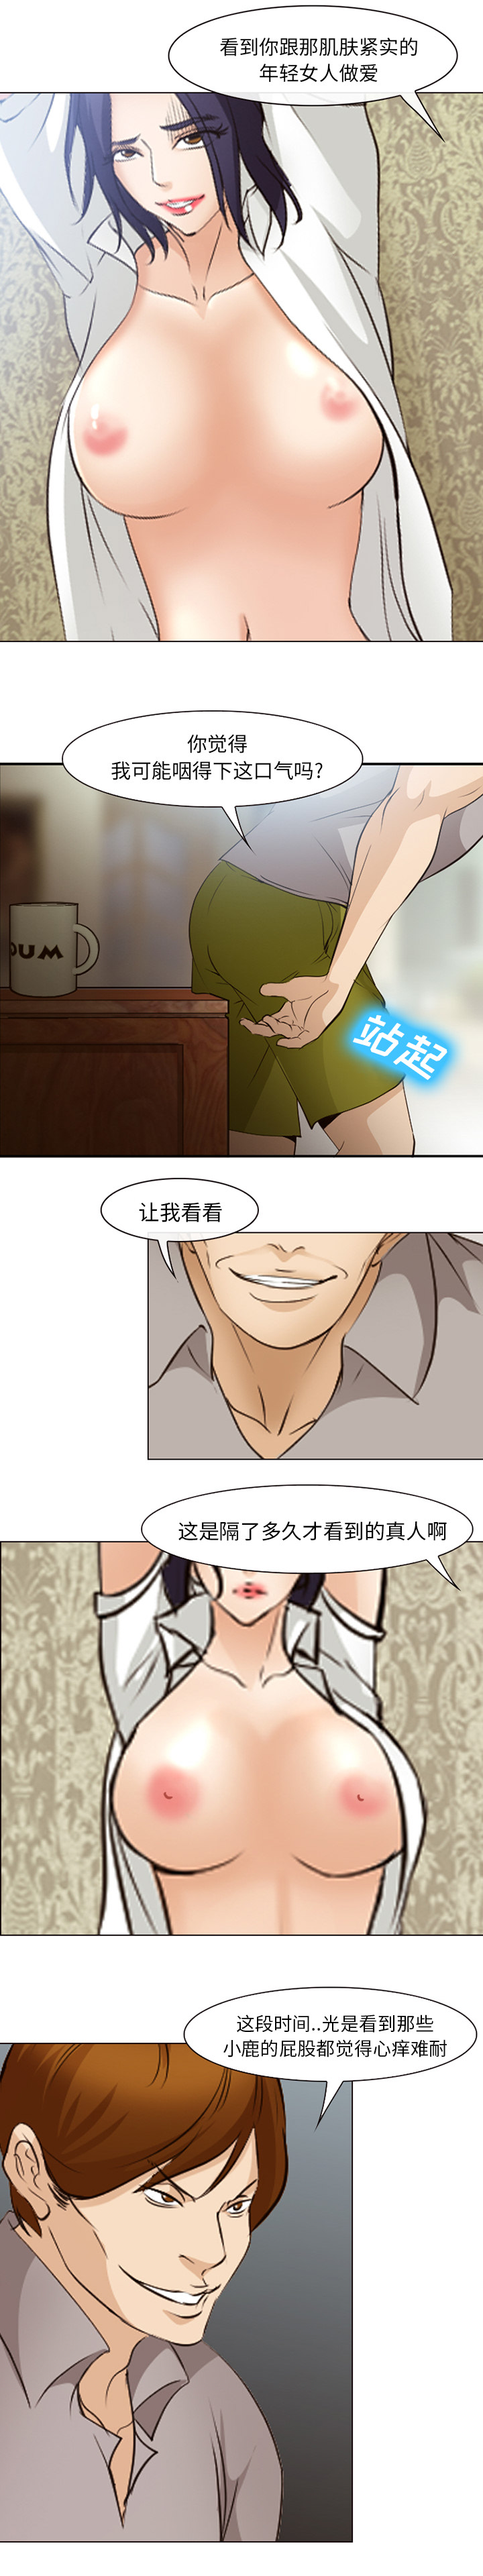 看到你跟那肌肤紧实的
年轻女人做爱
你觉得
我可能咽得下这口气吗?
MUG
站起
让我看看
这是隔了多久才看到的真人啊
这段时间..光是看到那些
小鹿的屁股都觉得心痒难耐